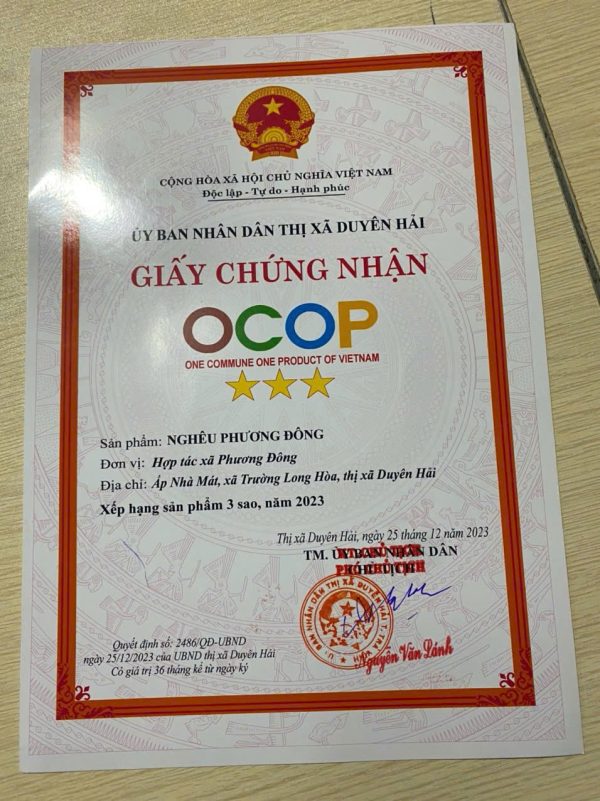 CỘNG HÒA XÃ HỘI CHỦ NGHĨA VIỆT NAM
Độc lập - Tự do - Hạnh phúc
ỦY BAN NHÂN DÂN THỊ XÃ DUYÊN HẢI
GIẤY CHỨNG NHẬN
OCOP
ONE COMMUNE ONE PRODUCT OF VIETNAM
Sản phẩm: NGHÊU PHƯƠNG ĐÔNG
Đơn vị: Hợp tác xã Phương Đông
Địa chỉ: Ấp Nhà Mát, xã Trường Long Hòa, thị xã Duyên Hải
Xếp hạng sản phẩm 3 sao, năm 2023
Thị xã Duyên Hải, ngày 25 tháng 12 năm 2023
TM. ỦY BAN NHÂN DÂN
CHỦ TỊCH
Quyết định số: 2486/QĐ-UBND
ngày 25/12/2023 của UBND thị xã Duyên Hải
Có giá trị 36 tháng kể từ ngày ký
Nguyễn Văn Lánh